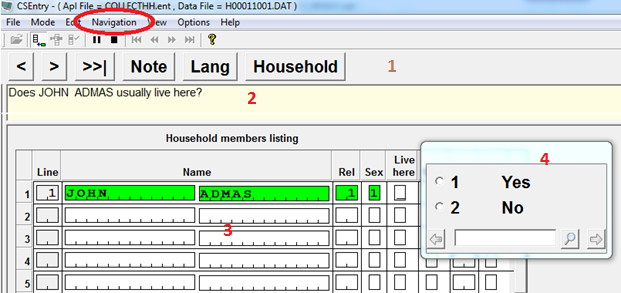 CSEntry - ( Apl File = COLLECTHH.ent , Data File = H00011001.DAT )
File Mode Edit Navigation View Options Help
< > >>| Note Lang Household 1
Does JOHN ADMAS usually live here?
2
Household members listing
4
Line Name Rel Sex Live here
1 Yes
2 No
1 1 JOHN ADMAS 1 1
2
3 3
4
5